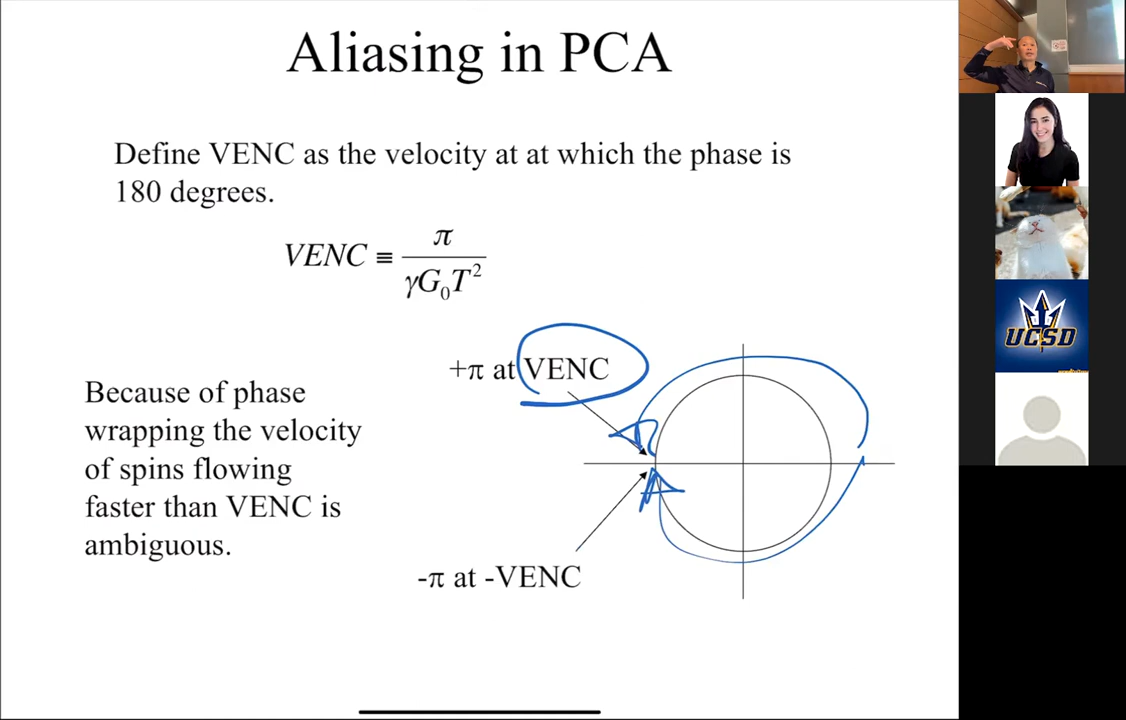 Aliasing in PCA
Define VENC as the velocity at at which the phase is
180 degrees.
VENC ≡ π / γG₀T²
+π at VENC
Because of phase
wrapping the velocity
of spins flowing
faster than VENC is
ambiguous.
-π at -VENC
UCSD